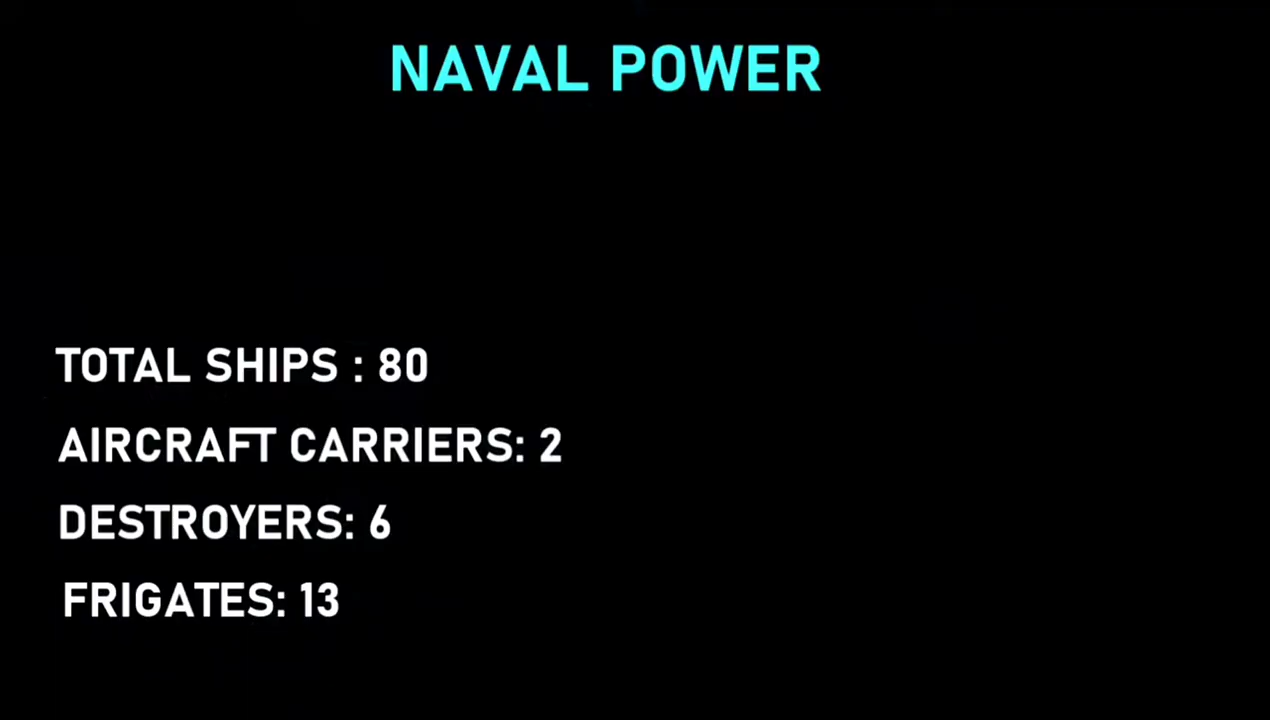 NAVAL POWER
TOTAL SHIPS : 80
AIRCRAFT CARRIERS: 2
DESTROYERS: 6
FRIGATES: 13